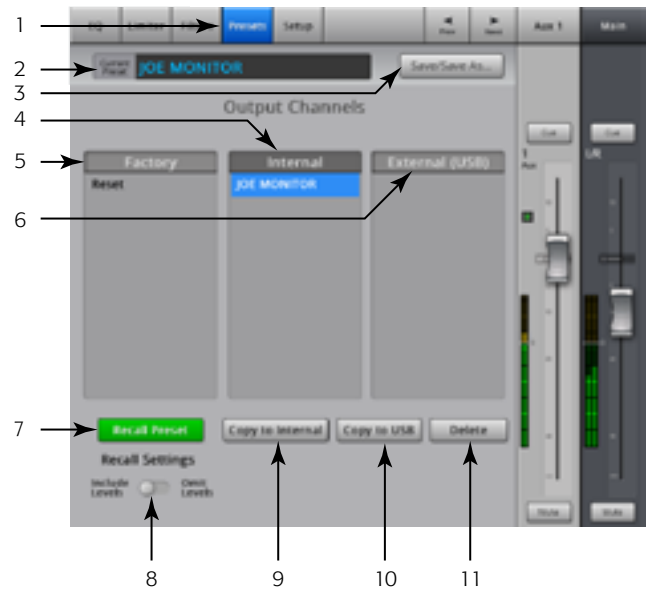 1
EQ Limiter Presets Setup Prev Next Aux 1 Main
2
Current Preset JOE MONITOR Save/Save As...
3
Output Channels
4
5 Factory Internal External (USB)
Reset JOE MONITOR
6
Cue Cue
1 L/R
Aux
7 Recall Preset Copy to Internal Copy to USB Delete
Recall Settings
Include Levels Omit Levels
Mute Mute
8 9 10 11